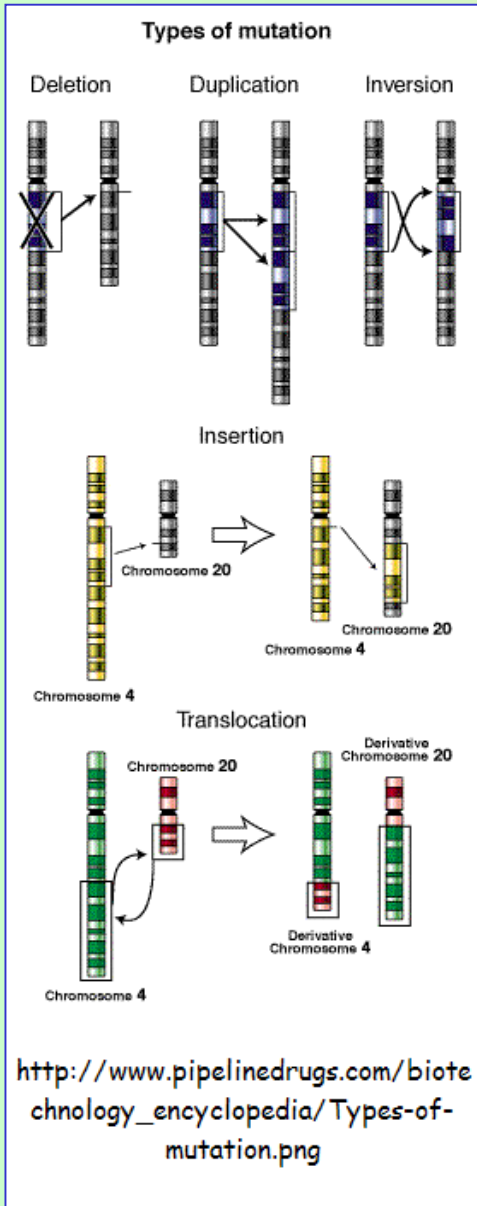 Types of mutation
Deletion Duplication Inversion
Insertion
Chromosome 20
Chromosome 4
Chromosome 20
Chromosome 4
Translocation
Chromosome 20
Chromosome 4
Derivative
Chromosome 20
Derivative
Chromosome 4
http://www.pipelinedrugs.com/biote
chnology_encyclopedia/Types-of-
mutation.png